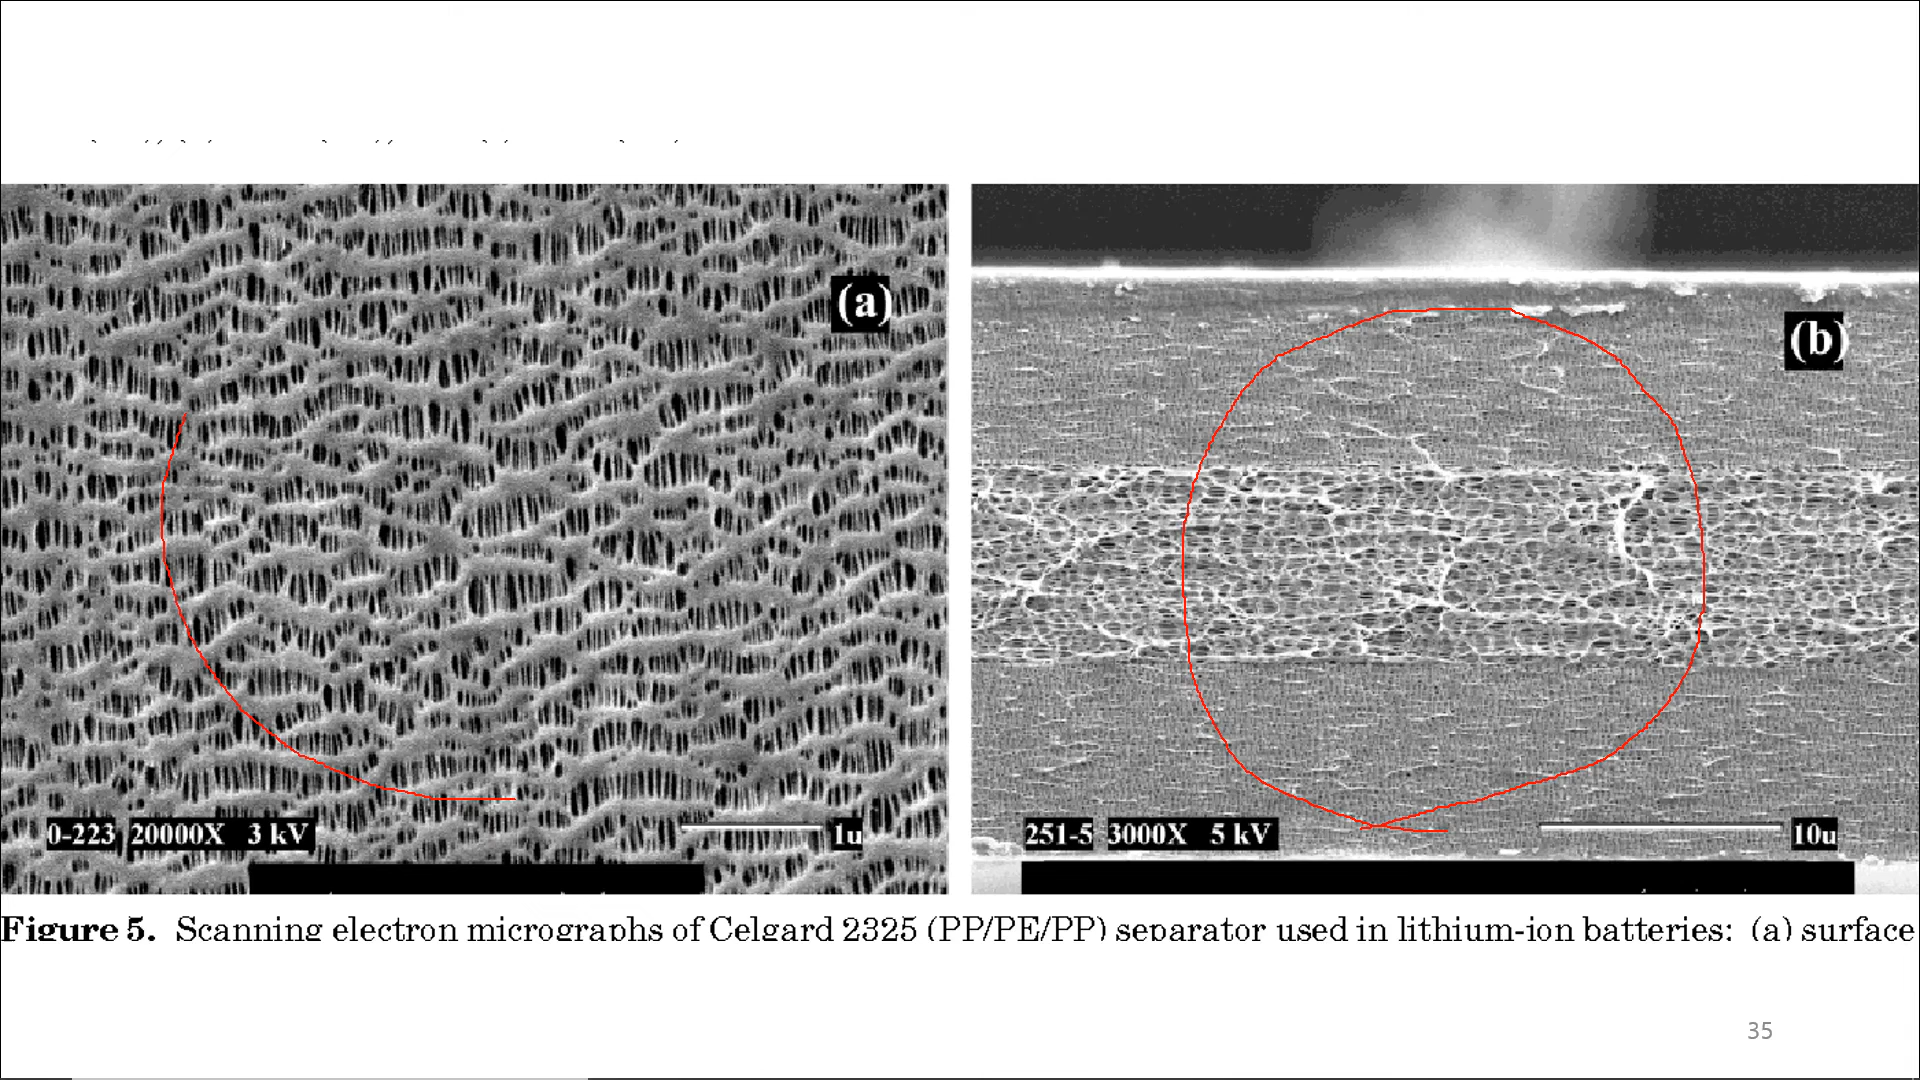 (a)
(b)
0-223 20000X 3 kV 1u
251-5 3000X 5 kV 10u
Figure 5. Scanning electron micrographs of Celgard 2325 (PP/PE/PP) separator used in lithium-ion batteries: (a) surface
35